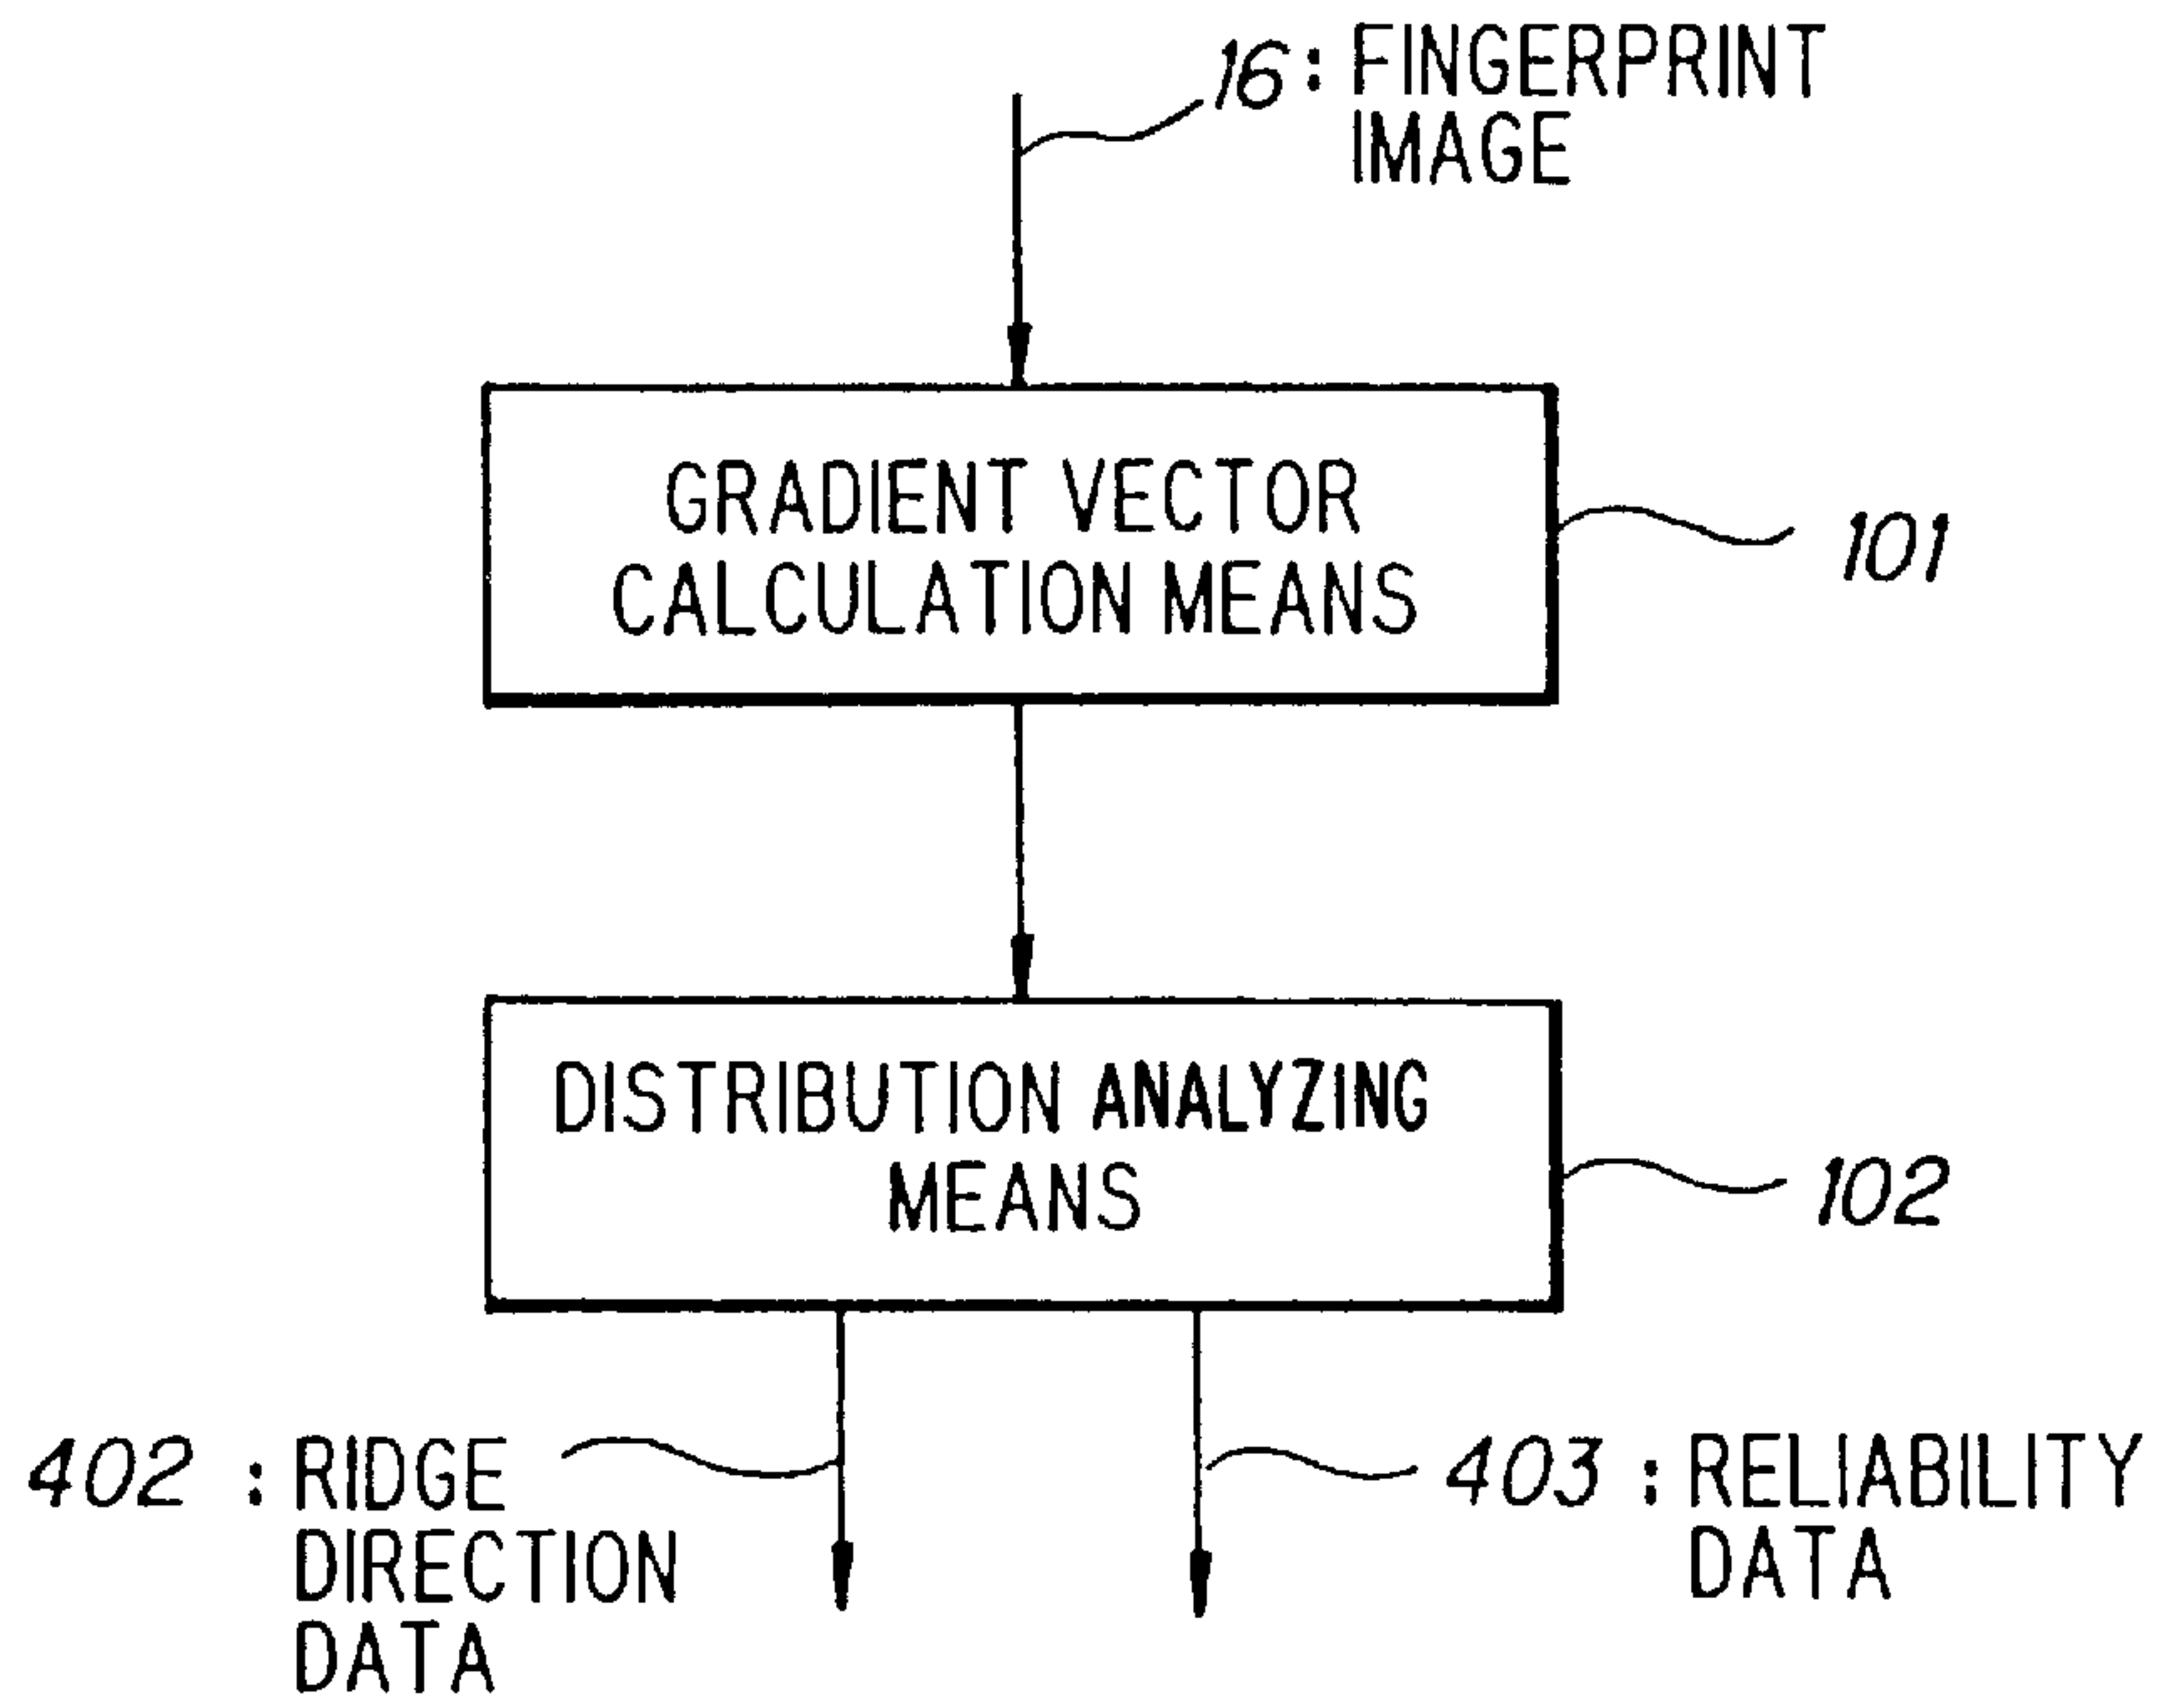 16: FINGERPRINT
IMAGE
GRADIENT VECTOR
CALCULATION MEANS
101
DISTRIBUTION ANALYZING
MEANS
102
402 : RIDGE
DIRECTION
DATA
403 : RELIABILITY
DATA